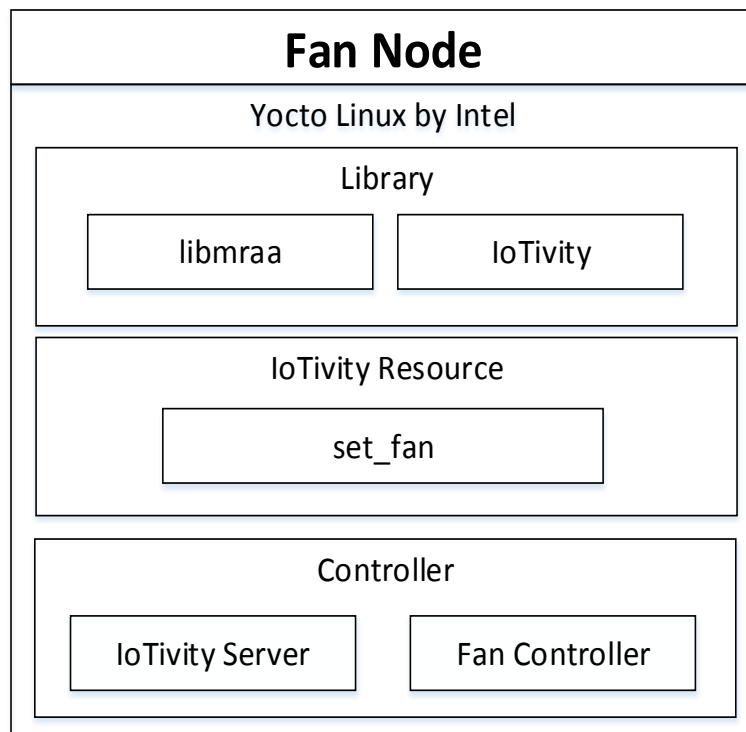 Fan Node
Yocto Linux by Intel
Library
libmraa
IoTivity
IoTivity Resource
set_fan
Controller
IoTivity Server
Fan Controller